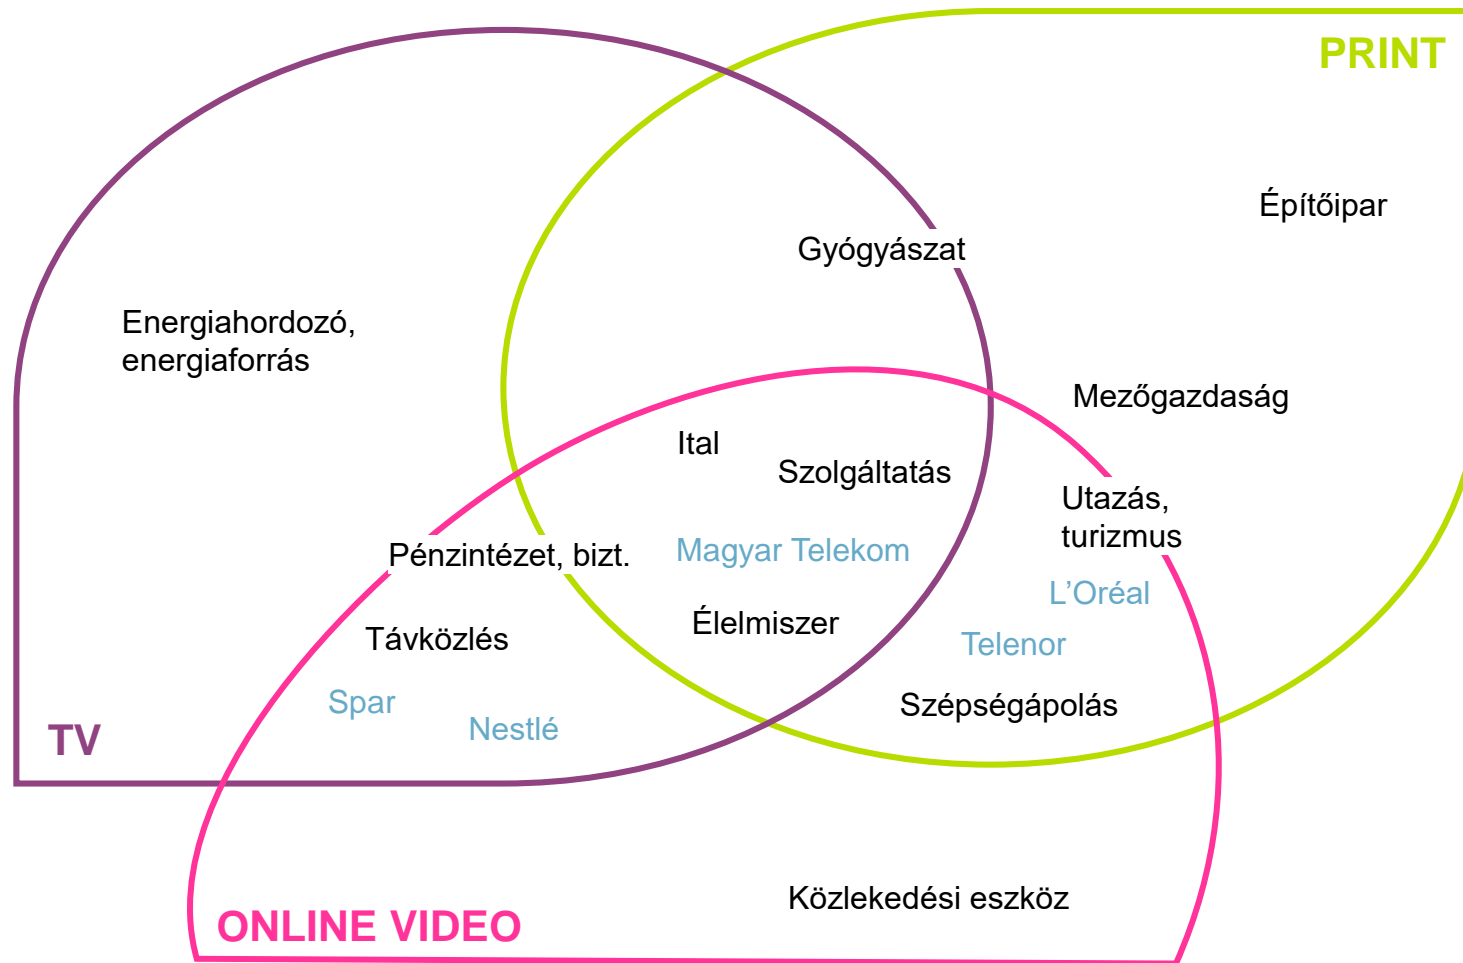 PRINT
Építőipar
Gyógyászat
Energiahordozó,
energiaforrás
Mezőgazdaság
Ital
Szolgáltatás
Utazás,
turizmus
Pénzintézet, bizt.
Magyar Telekom
L’Oréal
Élelmiszer
Távközlés
Telenor
Spar
Szépségápolás
Nestlé
TV
Közlekedési eszköz
ONLINE VIDEO